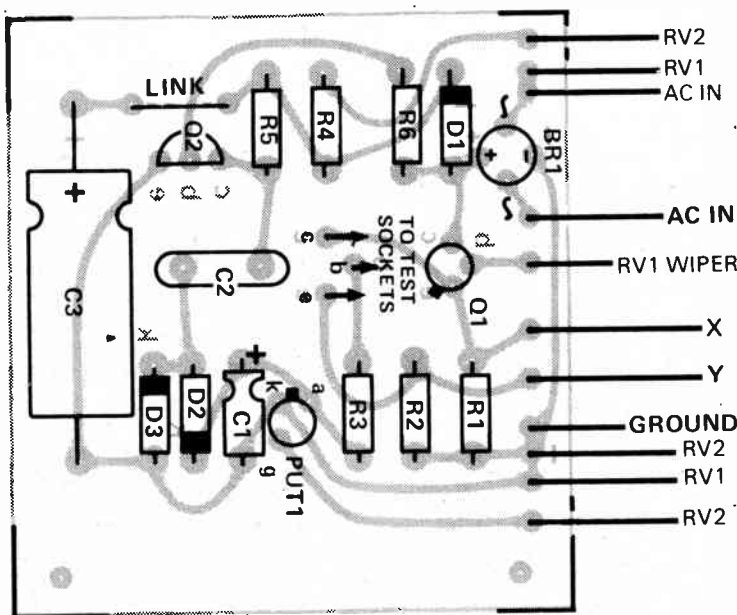 RV2
RV1
AC IN
LINK
Q2
R5
R4
R6
D1
BR1
+
-
~
~
+
AC IN
TO TEST SOCKETS
c
b
e
C2
C3
Q1
RV1 WIPER
X
Y
k
+
k
a
D3
D2
C1
R3
R2
R1
g
PUT1
GROUND
RV2
RV1
RV2